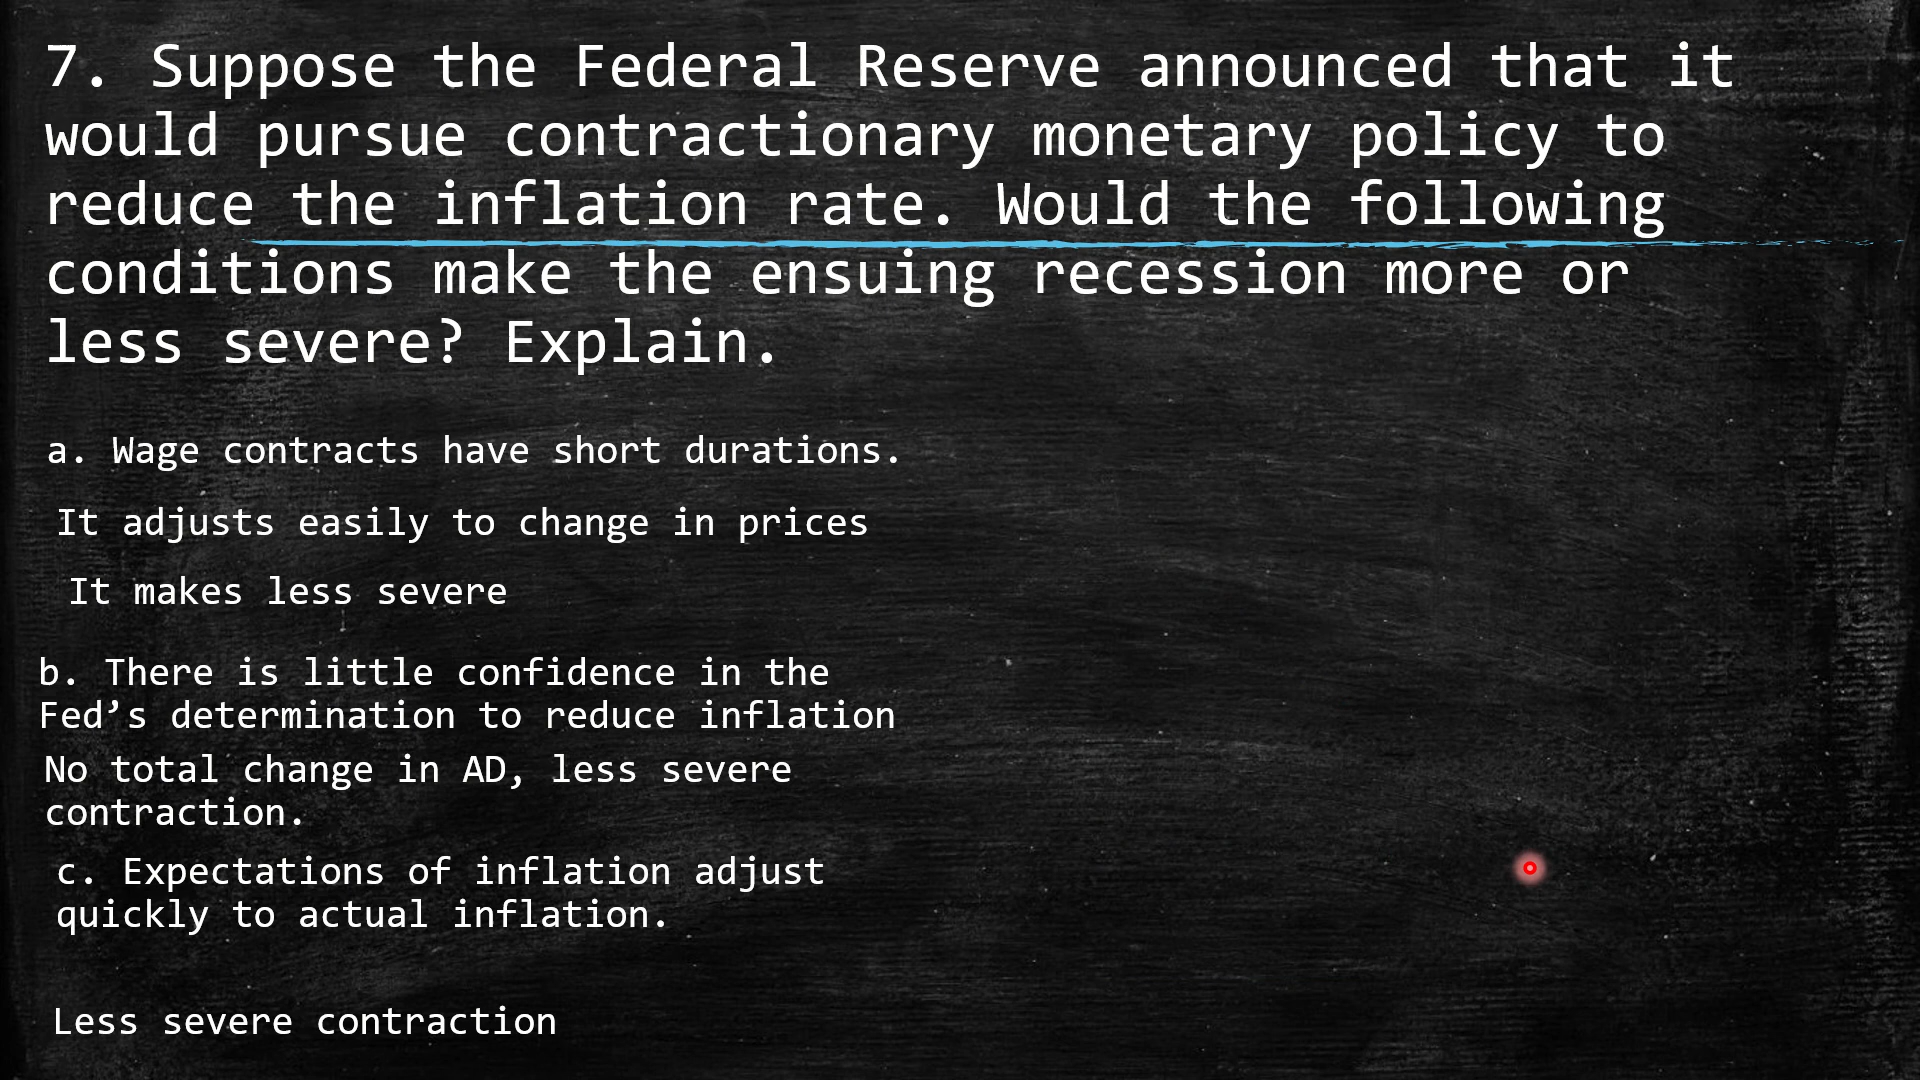 7. Suppose the Federal Reserve announced that it
would pursue contractionary monetary policy to
reduce the inflation rate. Would the following
conditions make the ensuing recession more or
less severe? Explain.
a. Wage contracts have short durations.
It adjusts easily to change in prices
It makes less severe
b. There is little confidence in the
Fed’s determination to reduce inflation
No total change in AD, less severe
contraction.
c. Expectations of inflation adjust
quickly to actual inflation.
Less severe contraction